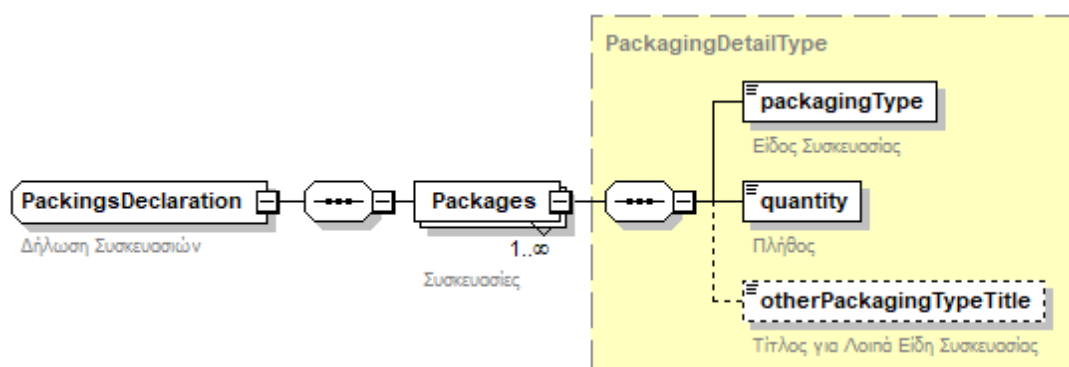 PackagingDetailType
packagingType
Είδος Συσκευασίας
PackingsDeclaration
Packages
quantity
Δήλωση Συσκευασιών
1..∞
Πλήθος
Συσκευασίες
otherPackagingTypeTitle
Τίτλος για Λοιπά Είδη Συσκευασίας